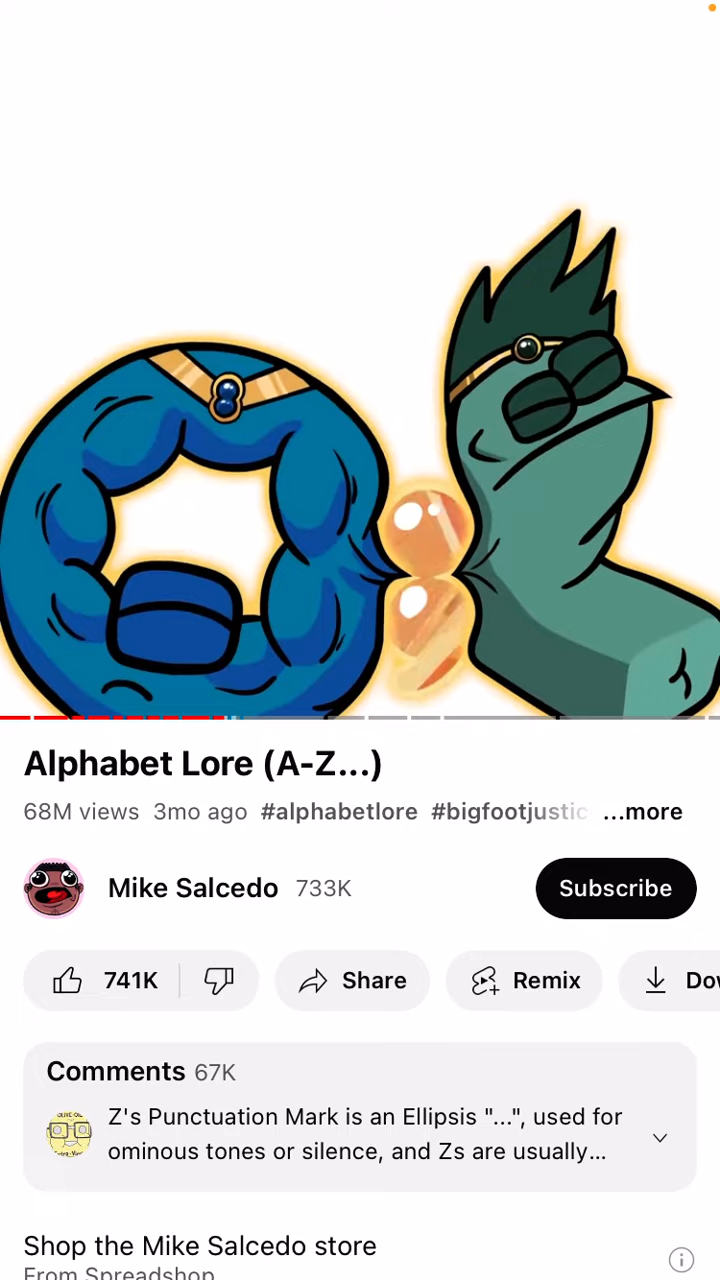 Alphabet Lore (A-Z...)
68M views 3mo ago #alphabetlore #bigfootjustic ...more
Mike Salcedo 733K
Subscribe
741K
Share
Remix
Dov
Comments 67K
Z's Punctuation Mark is an Ellipsis "...", used for
ominous tones or silence, and Zs are usually...
Shop the Mike Salcedo store
From Spreadshop